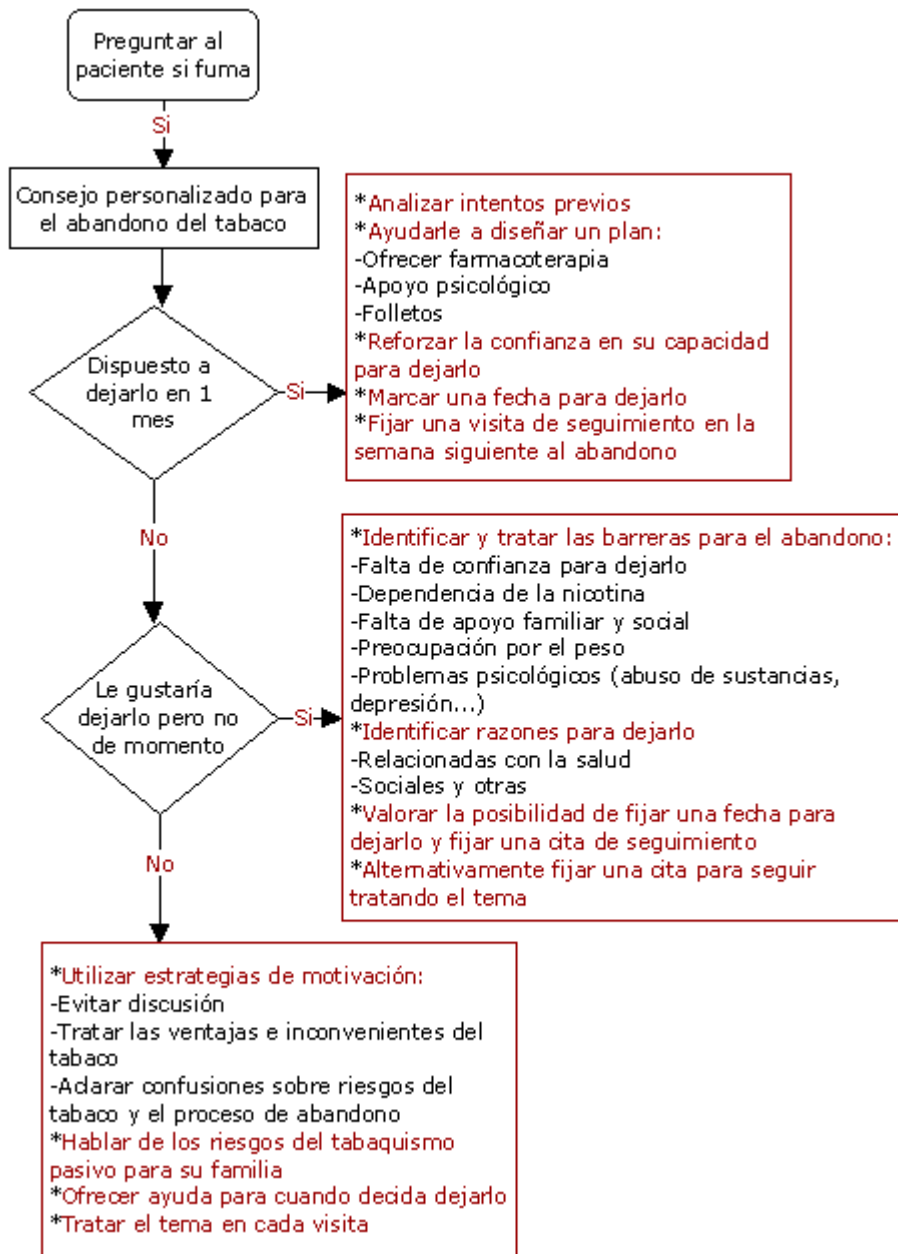 Preguntar al
paciente si fuma
Si
Consejo personalizado para
el abandono del tabaco
*Analizar intentos previos
*Ayudarle a diseñar un plan:
-Ofrecer farmacoterapia
-Apoyo psicológico
-Folletos
*Reforzar la confianza en su capacidad
para dejarlo
*Marcar una fecha para dejarlo
*Fijar una visita de seguimiento en la
semana siguiente al abandono
Dispuesto a
dejarlo en 1
mes
Si
No
*Identificar y tratar las barreras para el abandono:
-Falta de confianza para dejarlo
-Dependencia de la nicotina
-Falta de apoyo familiar y social
-Preocupación por el peso
-Problemas psicológicos (abuso de sustancias,
depresión...)
*Identificar razones para dejarlo
-Relacionadas con la salud
-Sociales y otras
*Valorar la posibilidad de fijar una fecha para
dejarlo y fijar una cita de seguimiento
*Alternativamente fijar una cita para seguir
tratando el tema
Le gustaría
dejarlo pero no
de momento
Si
No
*Utilizar estrategias de motivación:
-Evitar discusión
-Tratar las ventajas e inconvenientes del
tabaco
-Aclarar confusiones sobre riesgos del
tabaco y el proceso de abandono
*Hablar de los riesgos del tabaquismo
pasivo para su familia
*Ofrecer ayuda para cuando decida dejarlo
*Tratar el tema en cada visita